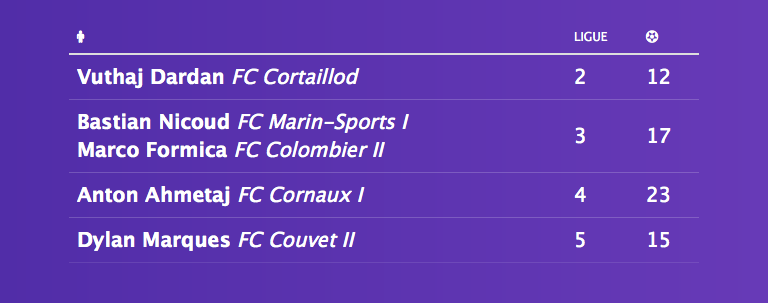 LIGUE
Vuthaj Dardan FC Cortaillod 2 12
Bastian Nicoud FC Marin-Sports I
Marco Formica FC Colombier II
3 17
Anton Ahmetaj FC Cornaux I 4 23
Dylan Marques FC Couvet II 5 15